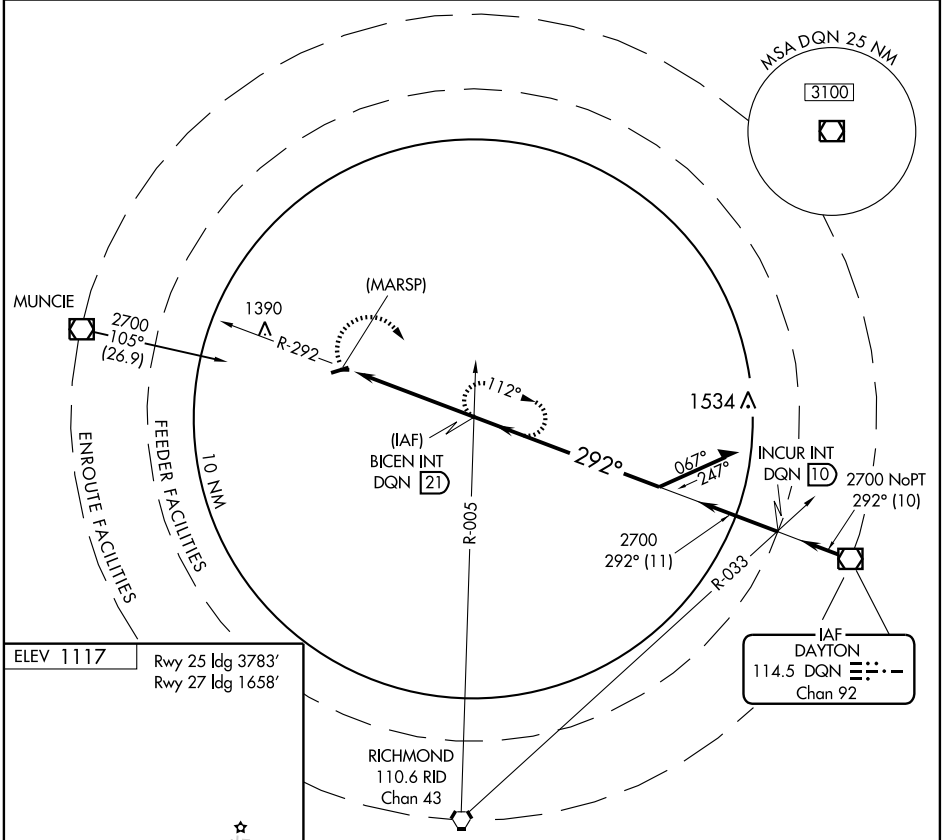 MSA DQN 25 NM
3100
MUNCIE
2700
105°
(26.9)
1390
R-292
(MARSP)
112°
1534
(IAF)
BICEN INT
DQN 21
292°
067°
247°
INCUR INT
DQN 10
2700 NoPT
292° (10)
2700
292° (11)
10 NM
FEEDER FACILITIES
ENROUTE FACILITIES
R-005
R-033
IAF
DAYTON
114.5 DQN
Chan 92
ELEV 1117
Rwy 25 ldg 3783'
Rwy 27 ldg 1658'
RICHMOND
110.6 RID
Chan 43